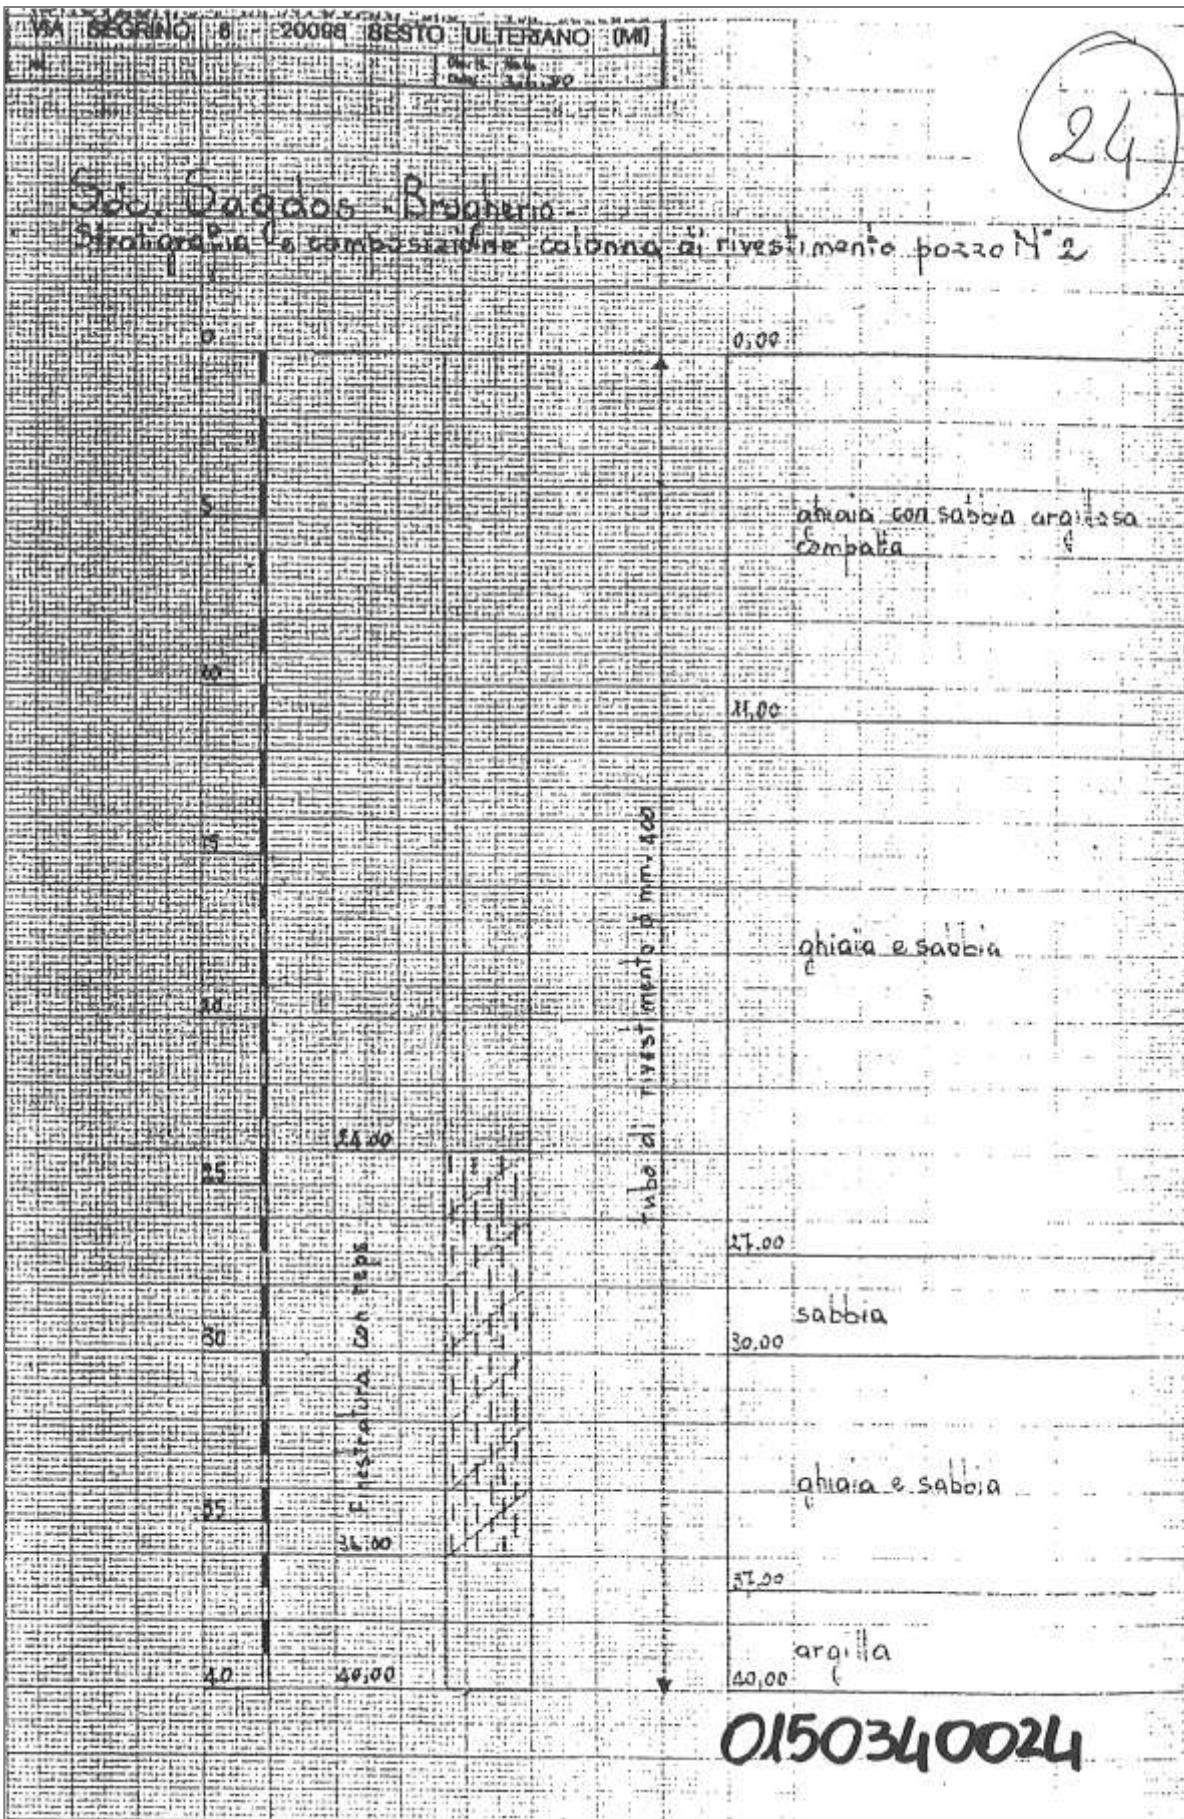 VIA SEGRINO, 6 - 20098 SESTO ULTERIANO (MI)
24
Soc. - Brugherio -
Stratigrafia e composizione colonna di rivestimento pozzo N° 2
0
0,00
5
ghiaia con sabbia argillosa
compatta
10
11,00
15
tubo di rivestimento Ø mm. 400
ghiaia e sabbia
20
24.00
25
27.00
Finestratura con
sabbia
30
30.00
ghiaia e sabbia
35
36.00
37.00
argilla
40
40,00
40,00
0150340024